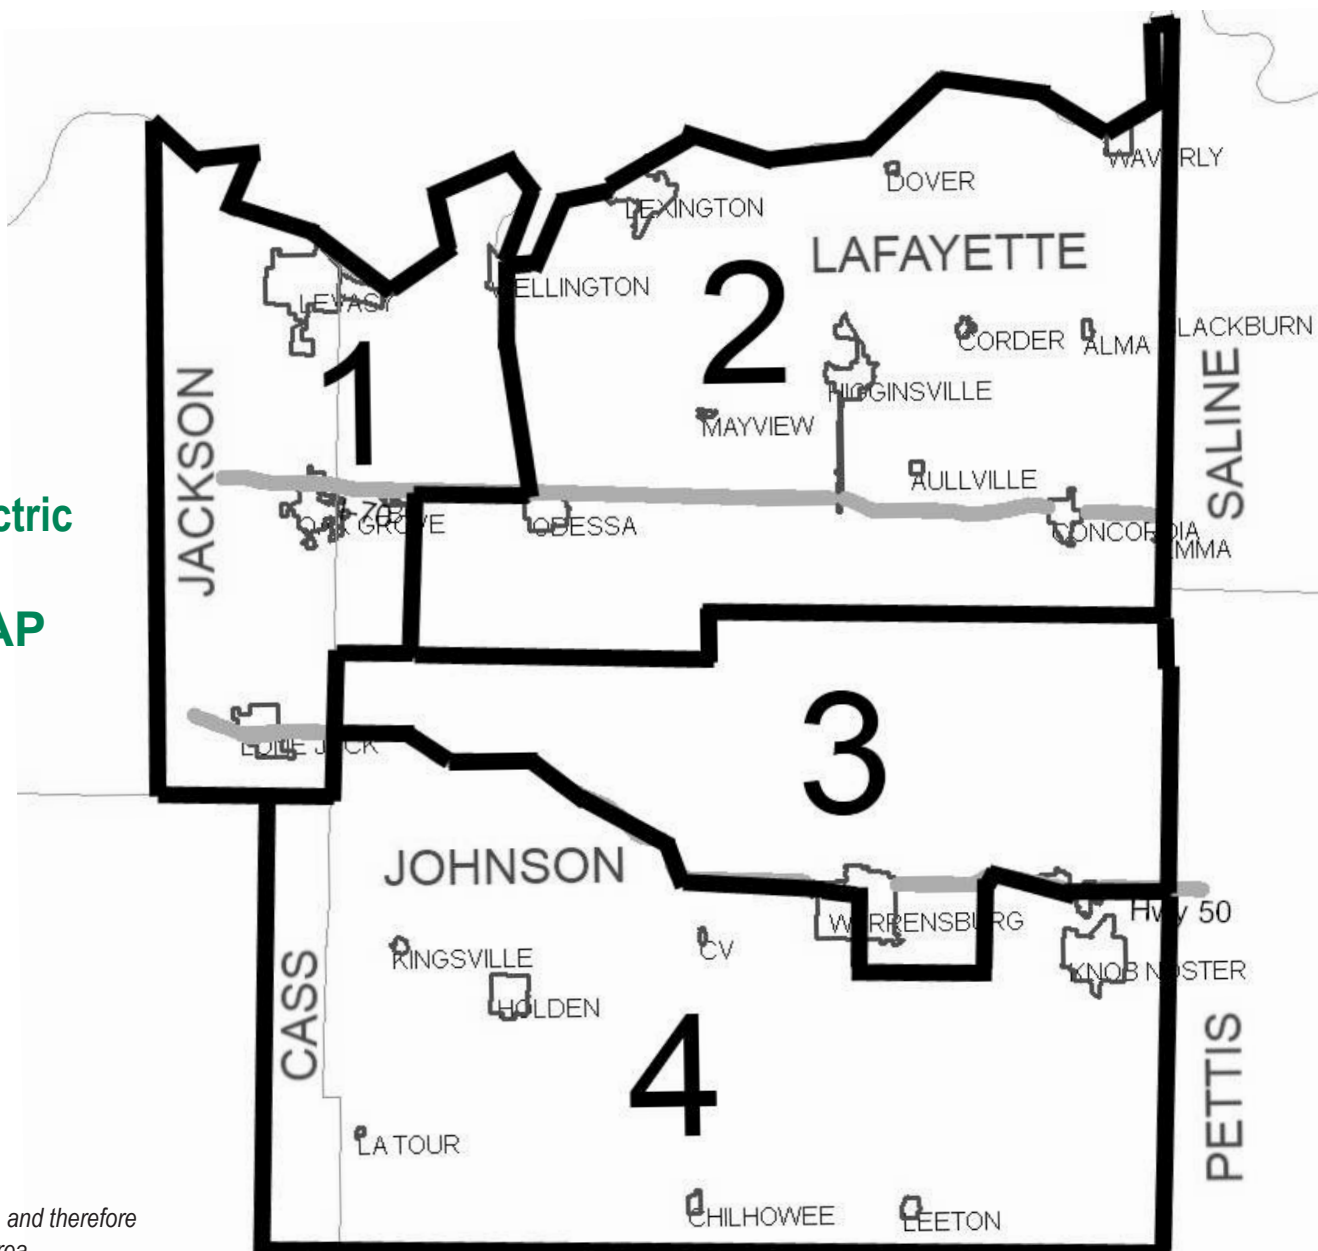 WAVERLY
DOVER
LEXINGTON
LAFAYETTE
2
WELLINGTON
LEVASY
BLACKBURN
CORDER
ALMA
1
HIGGINSVILLE
MAYVIEW
JACKSON
SALINE
AULLVILLE
ctric
OAK GROVE
ODESSA
CONCORDIA
EMMA
AP
3
LONE JACK
JOHNSON
Hwy 50
WARRENSBURG
CV
KINGSVILLE
KNOB NOSTER
HOLDEN
CASS
4
PETTIS
LA TOUR
and therefore
CHILHOWEE
LEETON